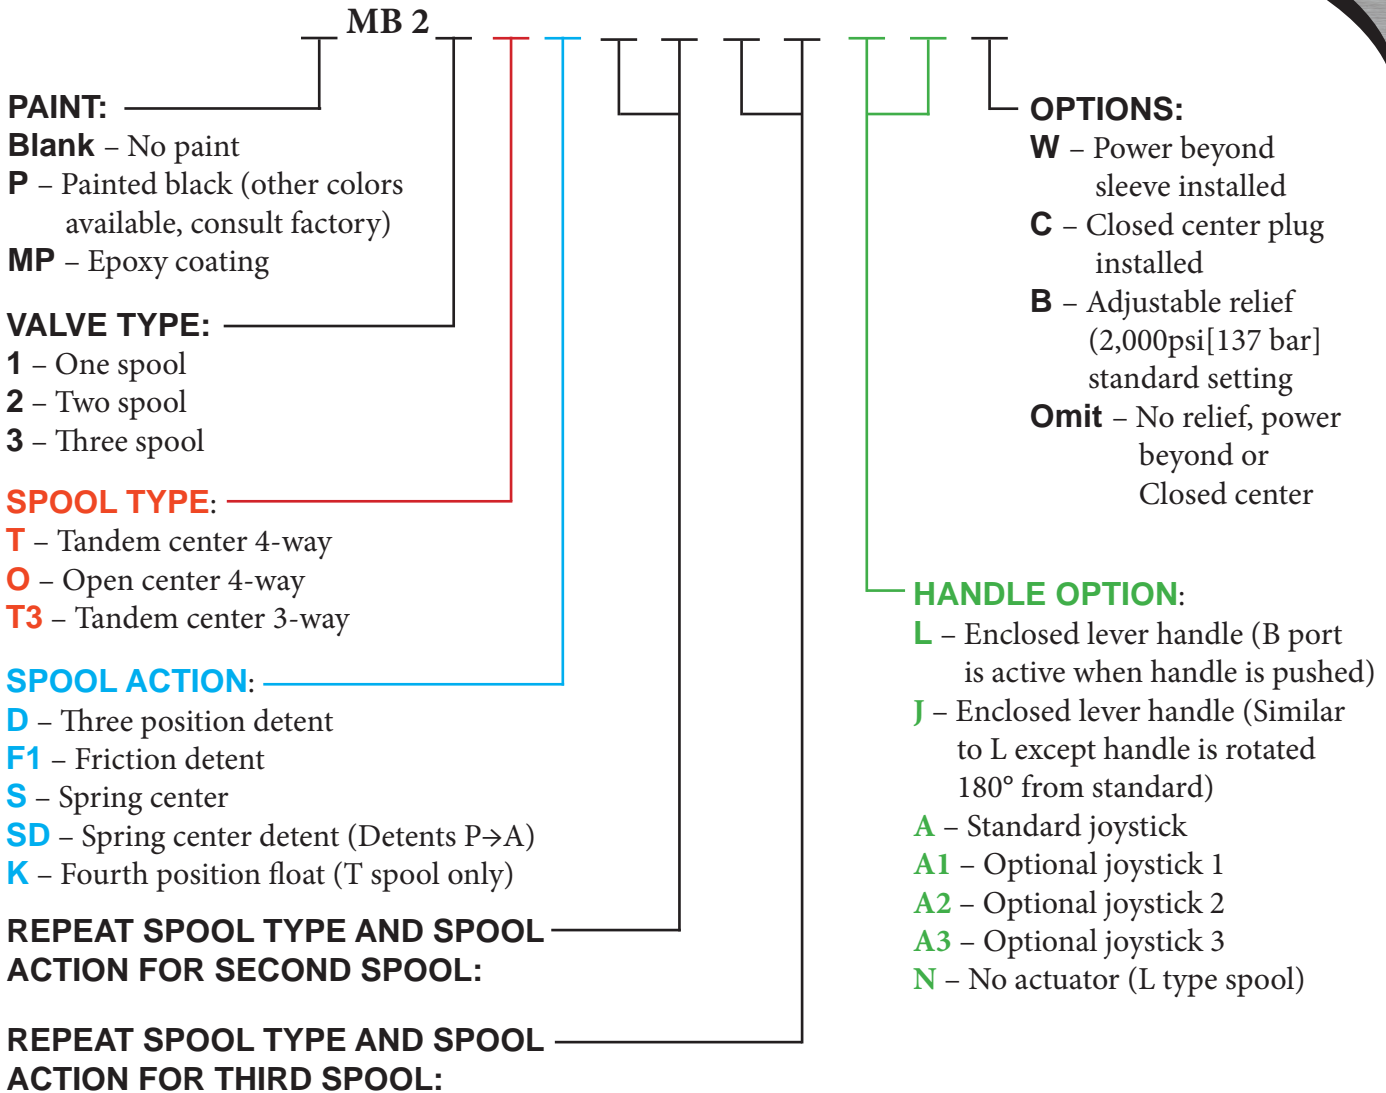 MB 2
PAINT:
Blank – No paint
P – Painted black (other colors
available, consult factory)
MP – Epoxy coating
VALVE TYPE:
1 – One spool
2 – Two spool
3 – Three spool
SPOOL TYPE:
T – Tandem center 4-way
O – Open center 4-way
T3 – Tandem center 3-way
SPOOL ACTION:
D – Three position detent
F1 – Friction detent
S – Spring center
SD – Spring center detent (Detents P→A)
K – Fourth position float (T spool only)
REPEAT SPOOL TYPE AND SPOOL
ACTION FOR SECOND SPOOL:
REPEAT SPOOL TYPE AND SPOOL
ACTION FOR THIRD SPOOL:
OPTIONS:
W – Power beyond
sleeve installed
C – Closed center plug
installed
B – Adjustable relief
(2,000psi[137 bar]
standard setting
Omit – No relief, power
beyond or
Closed center
HANDLE OPTION:
L – Enclosed lever handle (B port
is active when handle is pushed)
J – Enclosed lever handle (Similar
to L except handle is rotated
180° from standard)
A – Standard joystick
A1 – Optional joystick 1
A2 – Optional joystick 2
A3 – Optional joystick 3
N – No actuator (L type spool)